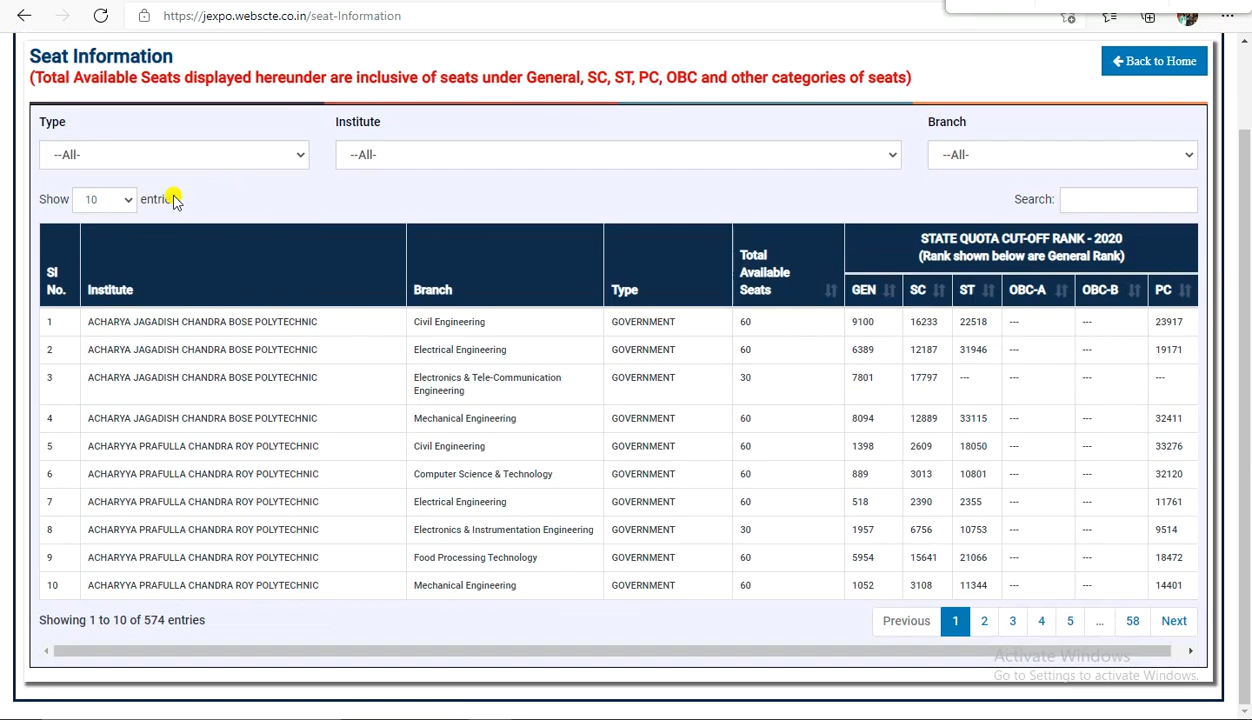 https://jexpo.webscte.co.in/seat-Information
Seat Information
(Total Available Seats displayed hereunder are inclusive of seats under General, SC, ST, PC, OBC and other categories of seats)
Back to Home
Type Institute Branch
--All- --All- --All-
Show 10 Search:
STATE QUOTA CUT-OFF RANK - 2020
(Rank shown below are General Rank)
Sl No. Institute Branch Type Total Available Seats GEN SC ST OBC-A OBC-B PC
1 ACHARYA JAGADISH CHANDRA BOSE POLYTECHNIC Civil Engineering GOVERNMENT 60 9100 16233 22518 --- --- 23917
2 ACHARYA JAGADISH CHANDRA BOSE POLYTECHNIC Electrical Engineering GOVERNMENT 60 6389 12187 31946 --- --- 19171
3 ACHARYA JAGADISH CHANDRA BOSE POLYTECHNIC Electronics & Tele-Communication Engineering GOVERNMENT 30 7801 17797 --- --- --- ---
4 ACHARYA JAGADISH CHANDRA BOSE POLYTECHNIC Mechanical Engineering GOVERNMENT 60 8094 12889 33115 --- --- 32411
5 ACHARYYA PRAFULLA CHANDRA ROY POLYTECHNIC Civil Engineering GOVERNMENT 60 1398 2609 18050 --- --- 33276
6 ACHARYYA PRAFULLA CHANDRA ROY POLYTECHNIC Computer Science & Technology GOVERNMENT 60 889 3013 10801 --- --- 32120
7 ACHARYYA PRAFULLA CHANDRA ROY POLYTECHNIC Electrical Engineering GOVERNMENT 60 518 2390 2355 --- --- 11761
8 ACHARYYA PRAFULLA CHANDRA ROY POLYTECHNIC Electronics & Instrumentation Engineering GOVERNMENT 30 1957 6756 10753 --- --- 9514
9 ACHARYYA PRAFULLA CHANDRA ROY POLYTECHNIC Food Processing Technology GOVERNMENT 60 5954 15641 21066 --- --- 18472
10 ACHARYYA PRAFULLA CHANDRA ROY POLYTECHNIC Mechanical Engineering GOVERNMENT 60 1052 3108 11344 --- --- 14401
Showing 1 to 10 of 574 entries Previous 1 2 3 4 5 ... 58 Next
Activate Windows
Go to Settings to activate Windows.